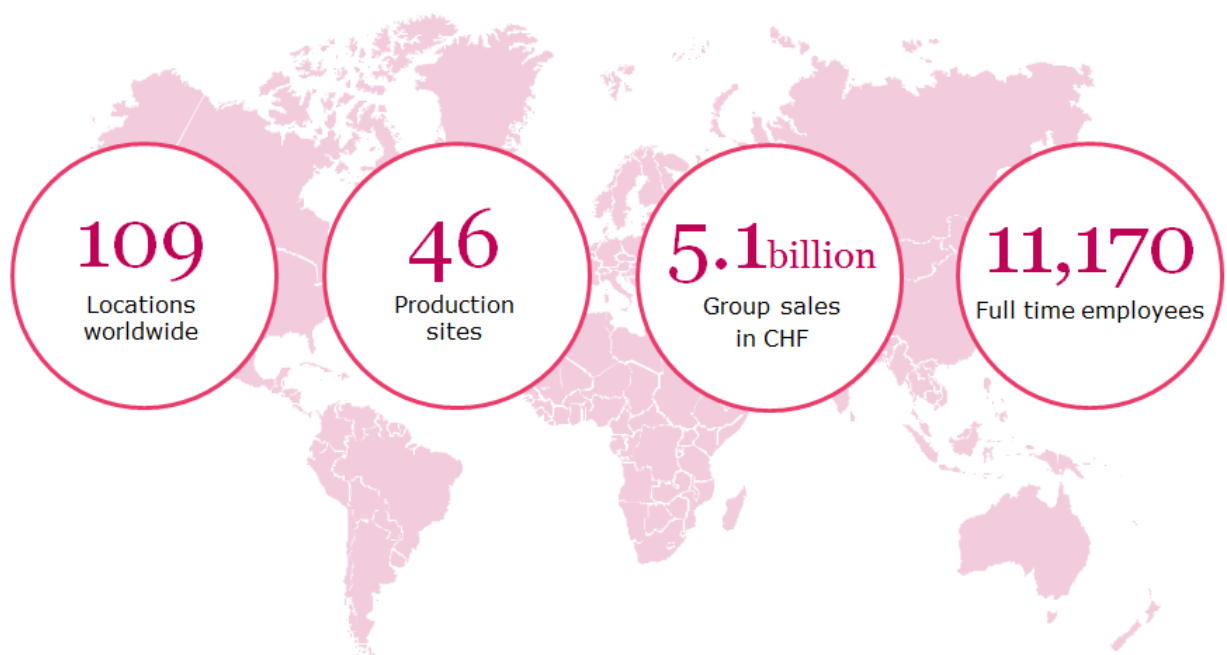 109
Locations
worldwide
46
Production
sites
5.1billion
Group sales
in CHF
11,170
Full time employees